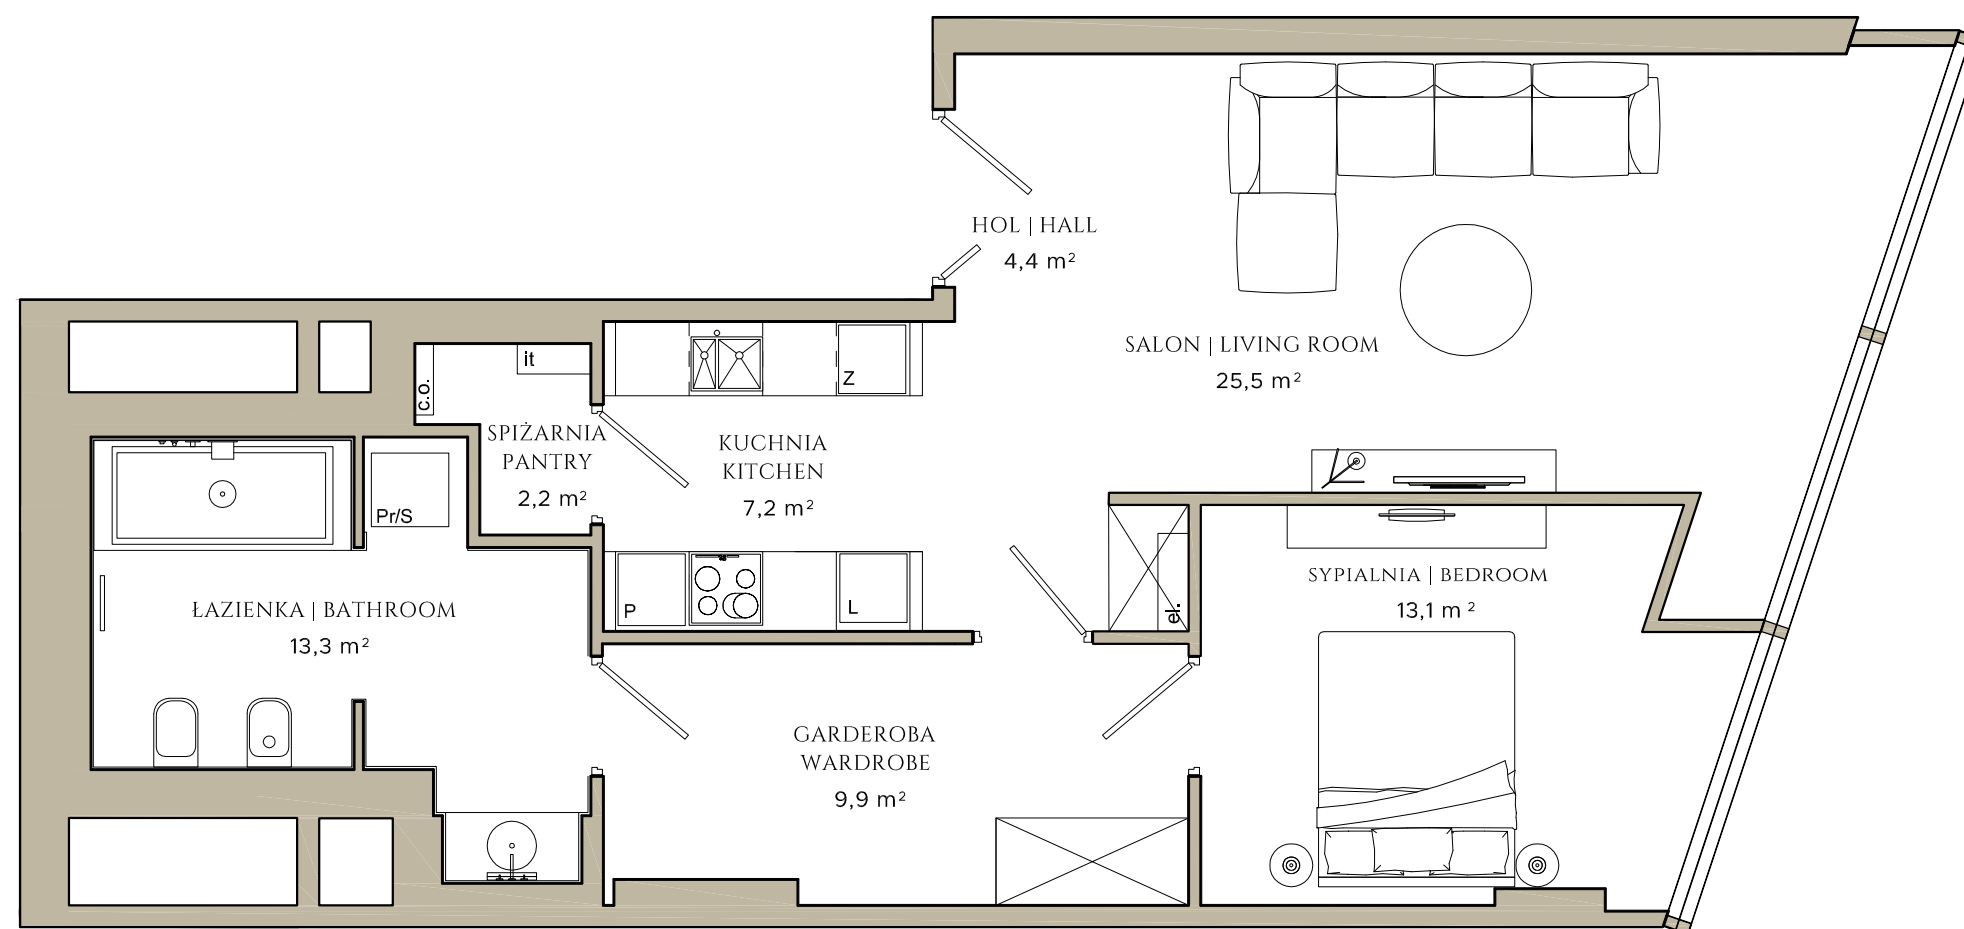 HOL | HALL
4,4 m²
SALON | LIVING ROOM
25,5 m²
it
c.o.
Z
SPIŻARNIA
PANTRY
2,2 m²
KUCHNIA
KITCHEN
7,2 m²
Pr/S
P
L
el.
ŁAZIENKA | BATHROOM
13,3 m²
SYPIALNIA | BEDROOM
13,1 m²
GARDEROBA
WARDROBE
9,9 m²